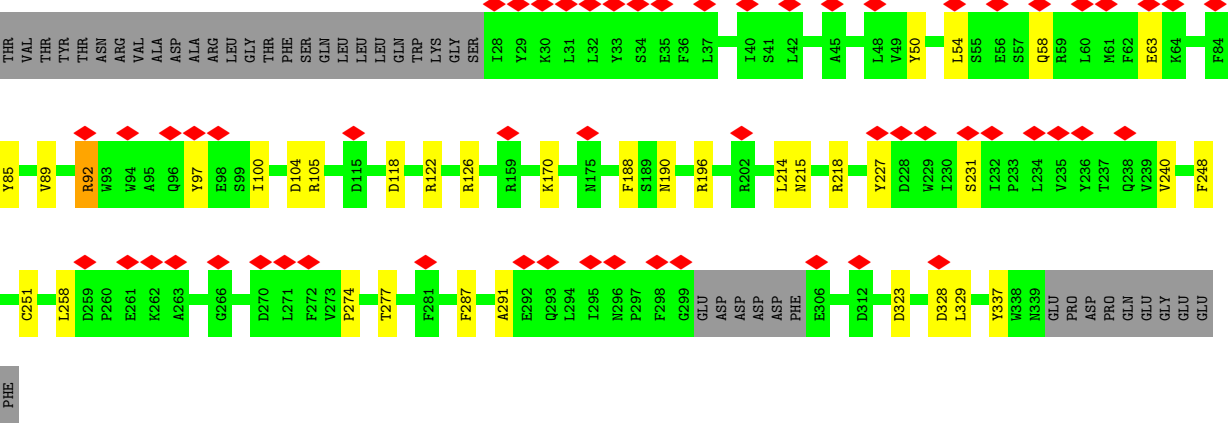 THR VAL THR TYR THR ASN ARG VAL ALA ASP ALA ARG LEU GLY THR PHE SER GLN LEU LEU LEU GLN TRP LYS GLY SER I28 Y29 K30 L31 L32 Y33 S34 E35 F36 L37 I40 S41 L42 A45 L48 V49 Y50 L54 S55 E56 S57 Q58 R59 L60 M61 F62 E63 K64 F84
Y85 V89 R92 W93 W94 A95 Q96 Y97 E98 S99 I100 D104 R105 D115 D118 R122 R126 R159 K170 N175 F188 S189 N190 R196 R202 L214 N215 R218 Y227 D228 W229 I230 S231 I232 P233 L234 V235 Y236 T237 Q238 V239 V240 F248
C251 L258 D259 P260 E261 K262 A263 G266 D270 L271 F272 V273 P274 T277 F281 F287 A291 E292 Q293 L294 I295 N296 P297 F298 G299 GLU ASP ASP ASP ASP PHE E306 D312 D323 D328 L329 Y337 W338 N339 GLU PRO ASP PRO GLN GLU GLY GLU GLU
PHE